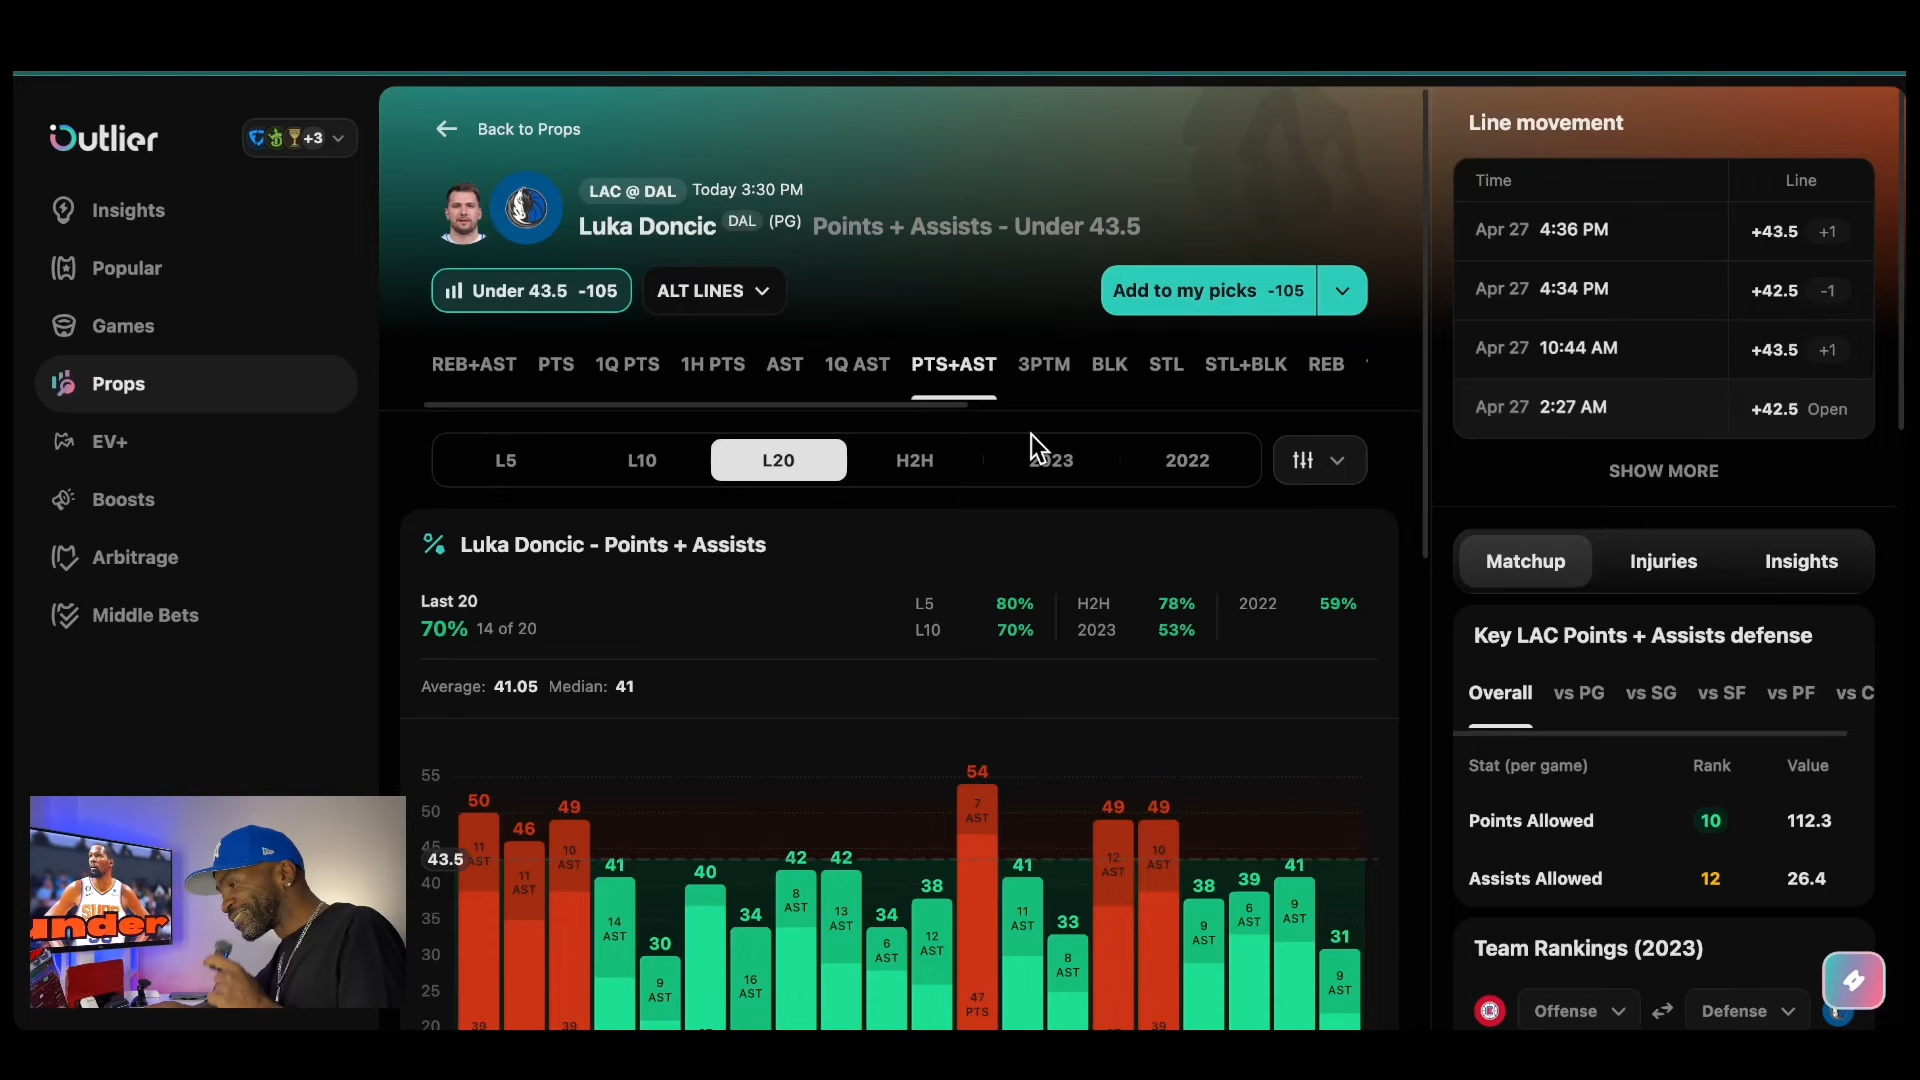 Outlier
+3
Insights
Popular
Games
Props
EV+
Boosts
Arbitrage
Middle Bets
Back to Props
LAC @ DAL Today 3:30 PM
Luka Doncic DAL (PG) Points + Assists - Under 43.5
Under 43.5 -105
ALT LINES
Add to my picks -105
REB+AST PTS 1Q PTS 1H PTS AST 1Q AST PTS+AST 3PTM BLK STL STL+BLK REB
L5 L10 L20 H2H 2023 2022
Luka Doncic - Points + Assists
Last 20
70% 14 of 20
L5 80% H2H 78% 2022 59%
L10 70% 2023 53%
Average: 41.05 Median: 41
55
50
45
43.5
40
35
30
25
20
50 46 49 41 30 40 34 42 42 34 38 54 41 33 49 49 38 39 41 31
11 AST
11 AST
10 AST
14 AST
9 AST
16 AST
8 AST
13 AST
6 AST
12 AST
7 AST
47 PTS
11 AST
8 AST
12 AST
10 AST
9 AST
6 AST
9 AST
9 AST
39
39
39
Line movement
Time Line
Apr 27 4:36 PM +43.5 +1
Apr 27 4:34 PM +42.5 -1
Apr 27 10:44 AM +43.5 +1
Apr 27 2:27 AM +42.5 Open
SHOW MORE
Matchup Injuries Insights
Key LAC Points + Assists defense
Overall vs PG vs SG vs SF vs PF vs C
Stat (per game) Rank Value
Points Allowed 10 112.3
Assists Allowed 12 26.4
Team Rankings (2023)
Offense Defense
under
SUNS